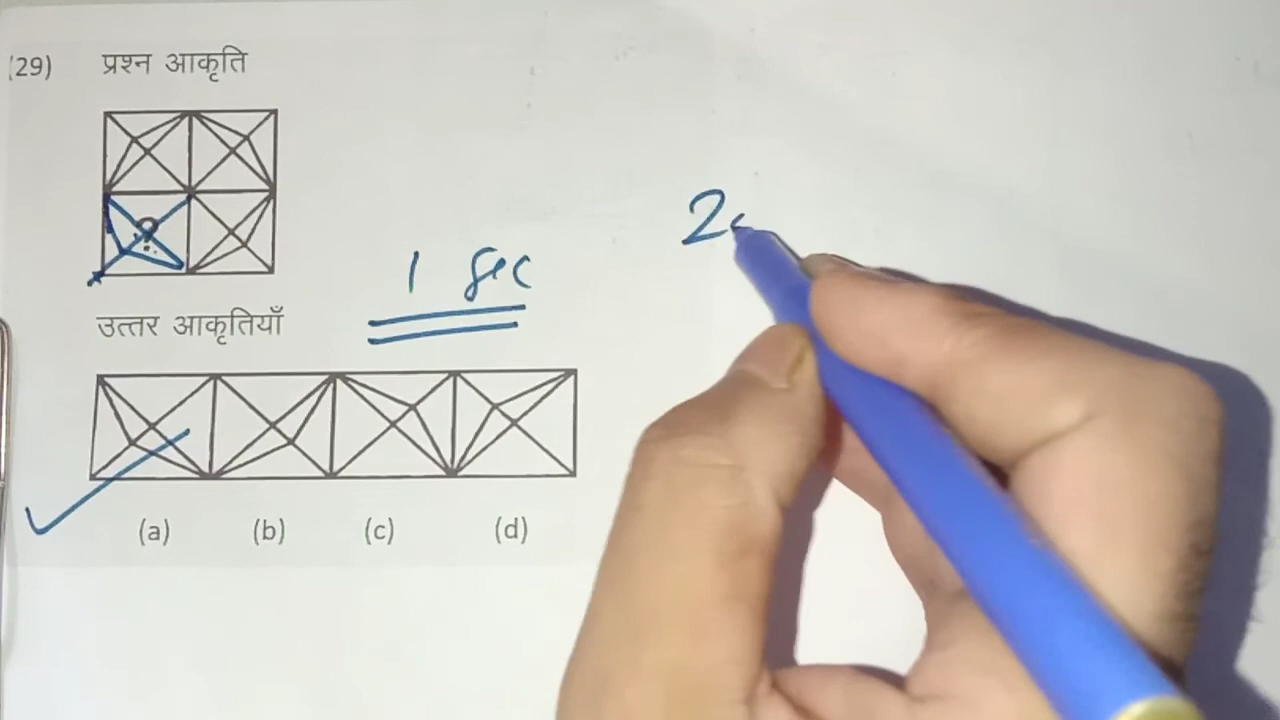 (29) प्रश्न आकृति
?
1 Sec
उत्तर आकृतियाँ
(a) (b) (c) (d)
2